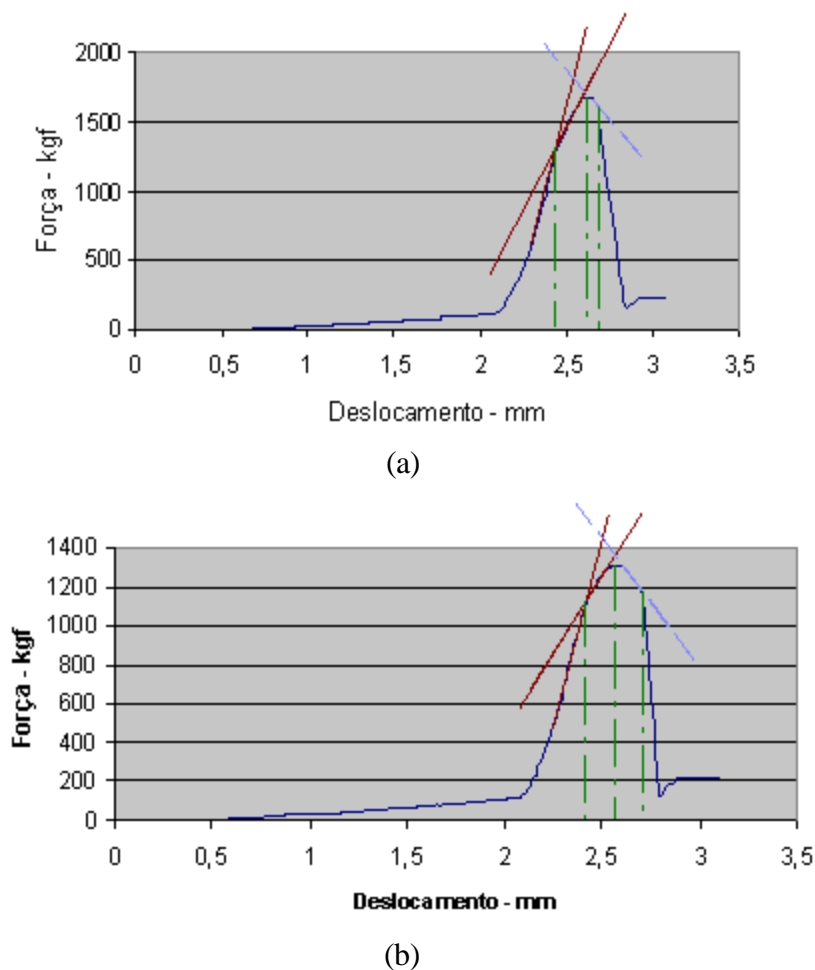 2000
1500
1000
500
0
Força - kgf
0 0,5 1 1,5 2 2,5 3 3,5
Deslocamento - mm
(a)
1400
1200
1000
800
600
400
200
0
Força - kgf
0 0,5 1 1,5 2 2,5 3 3,5
Deslocamento - mm
(b)